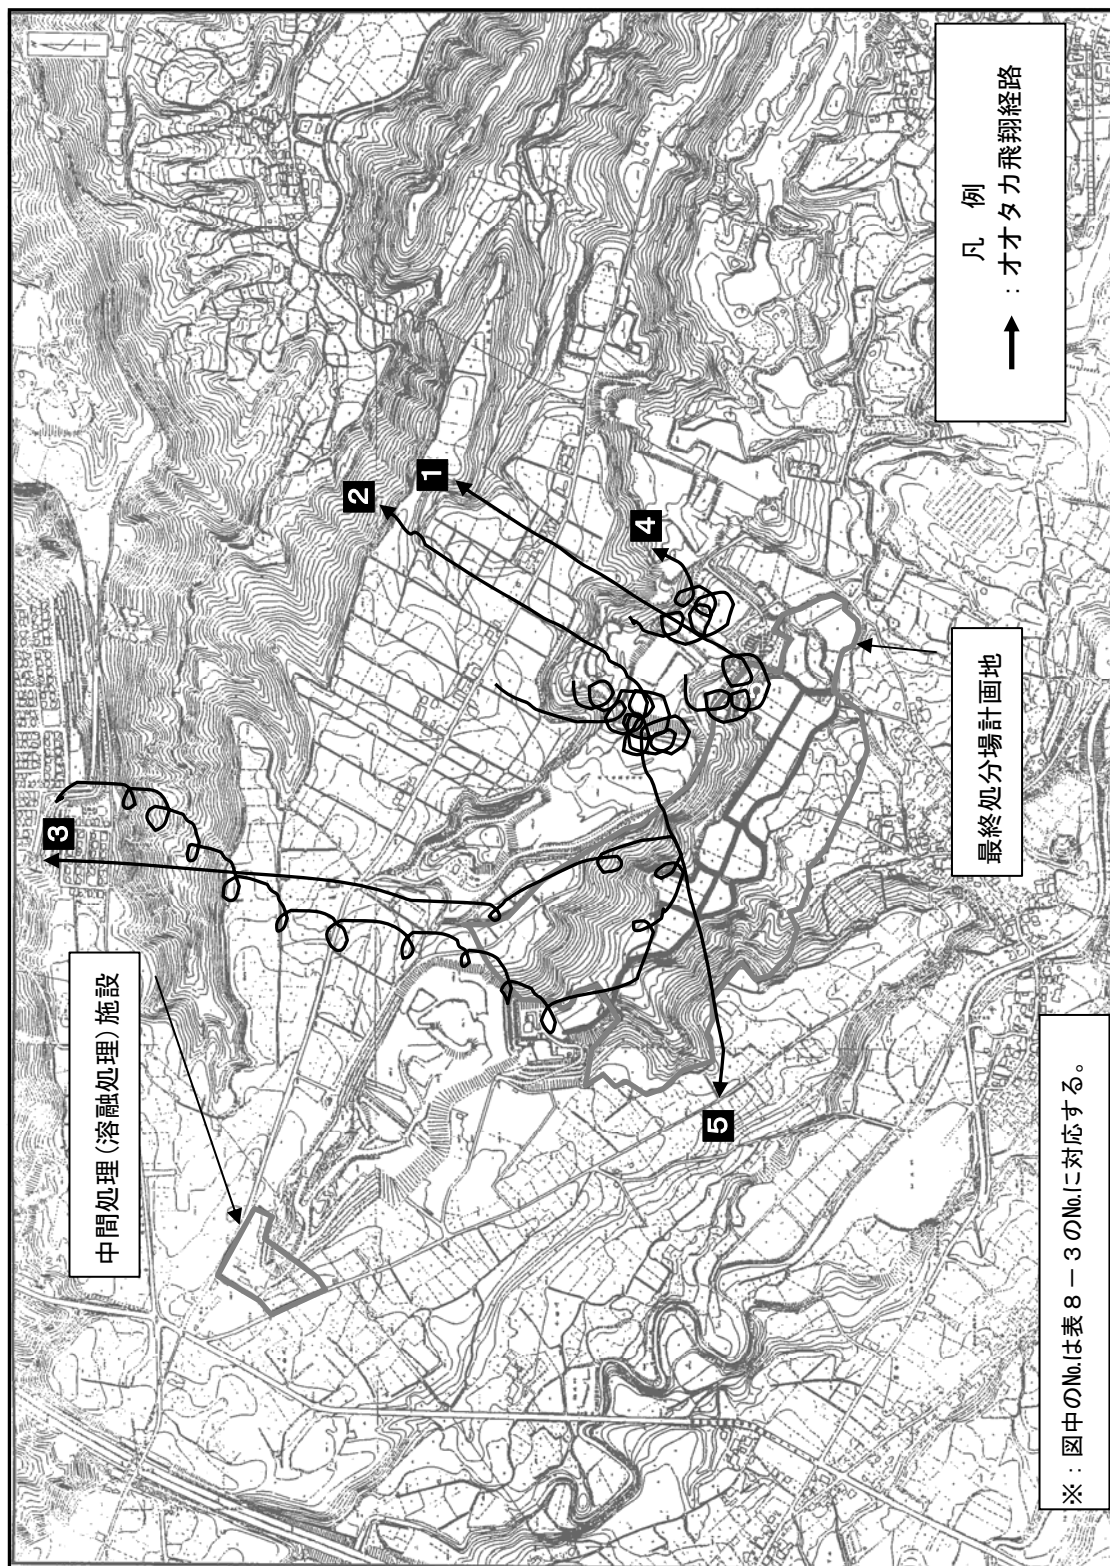 中間処理(溶融処理)施設
3
2
1
4
5
最終処分場計画地
凡 例
: オオタカ飛翔経路
※: 図中の№は表8-3の№に対応する。